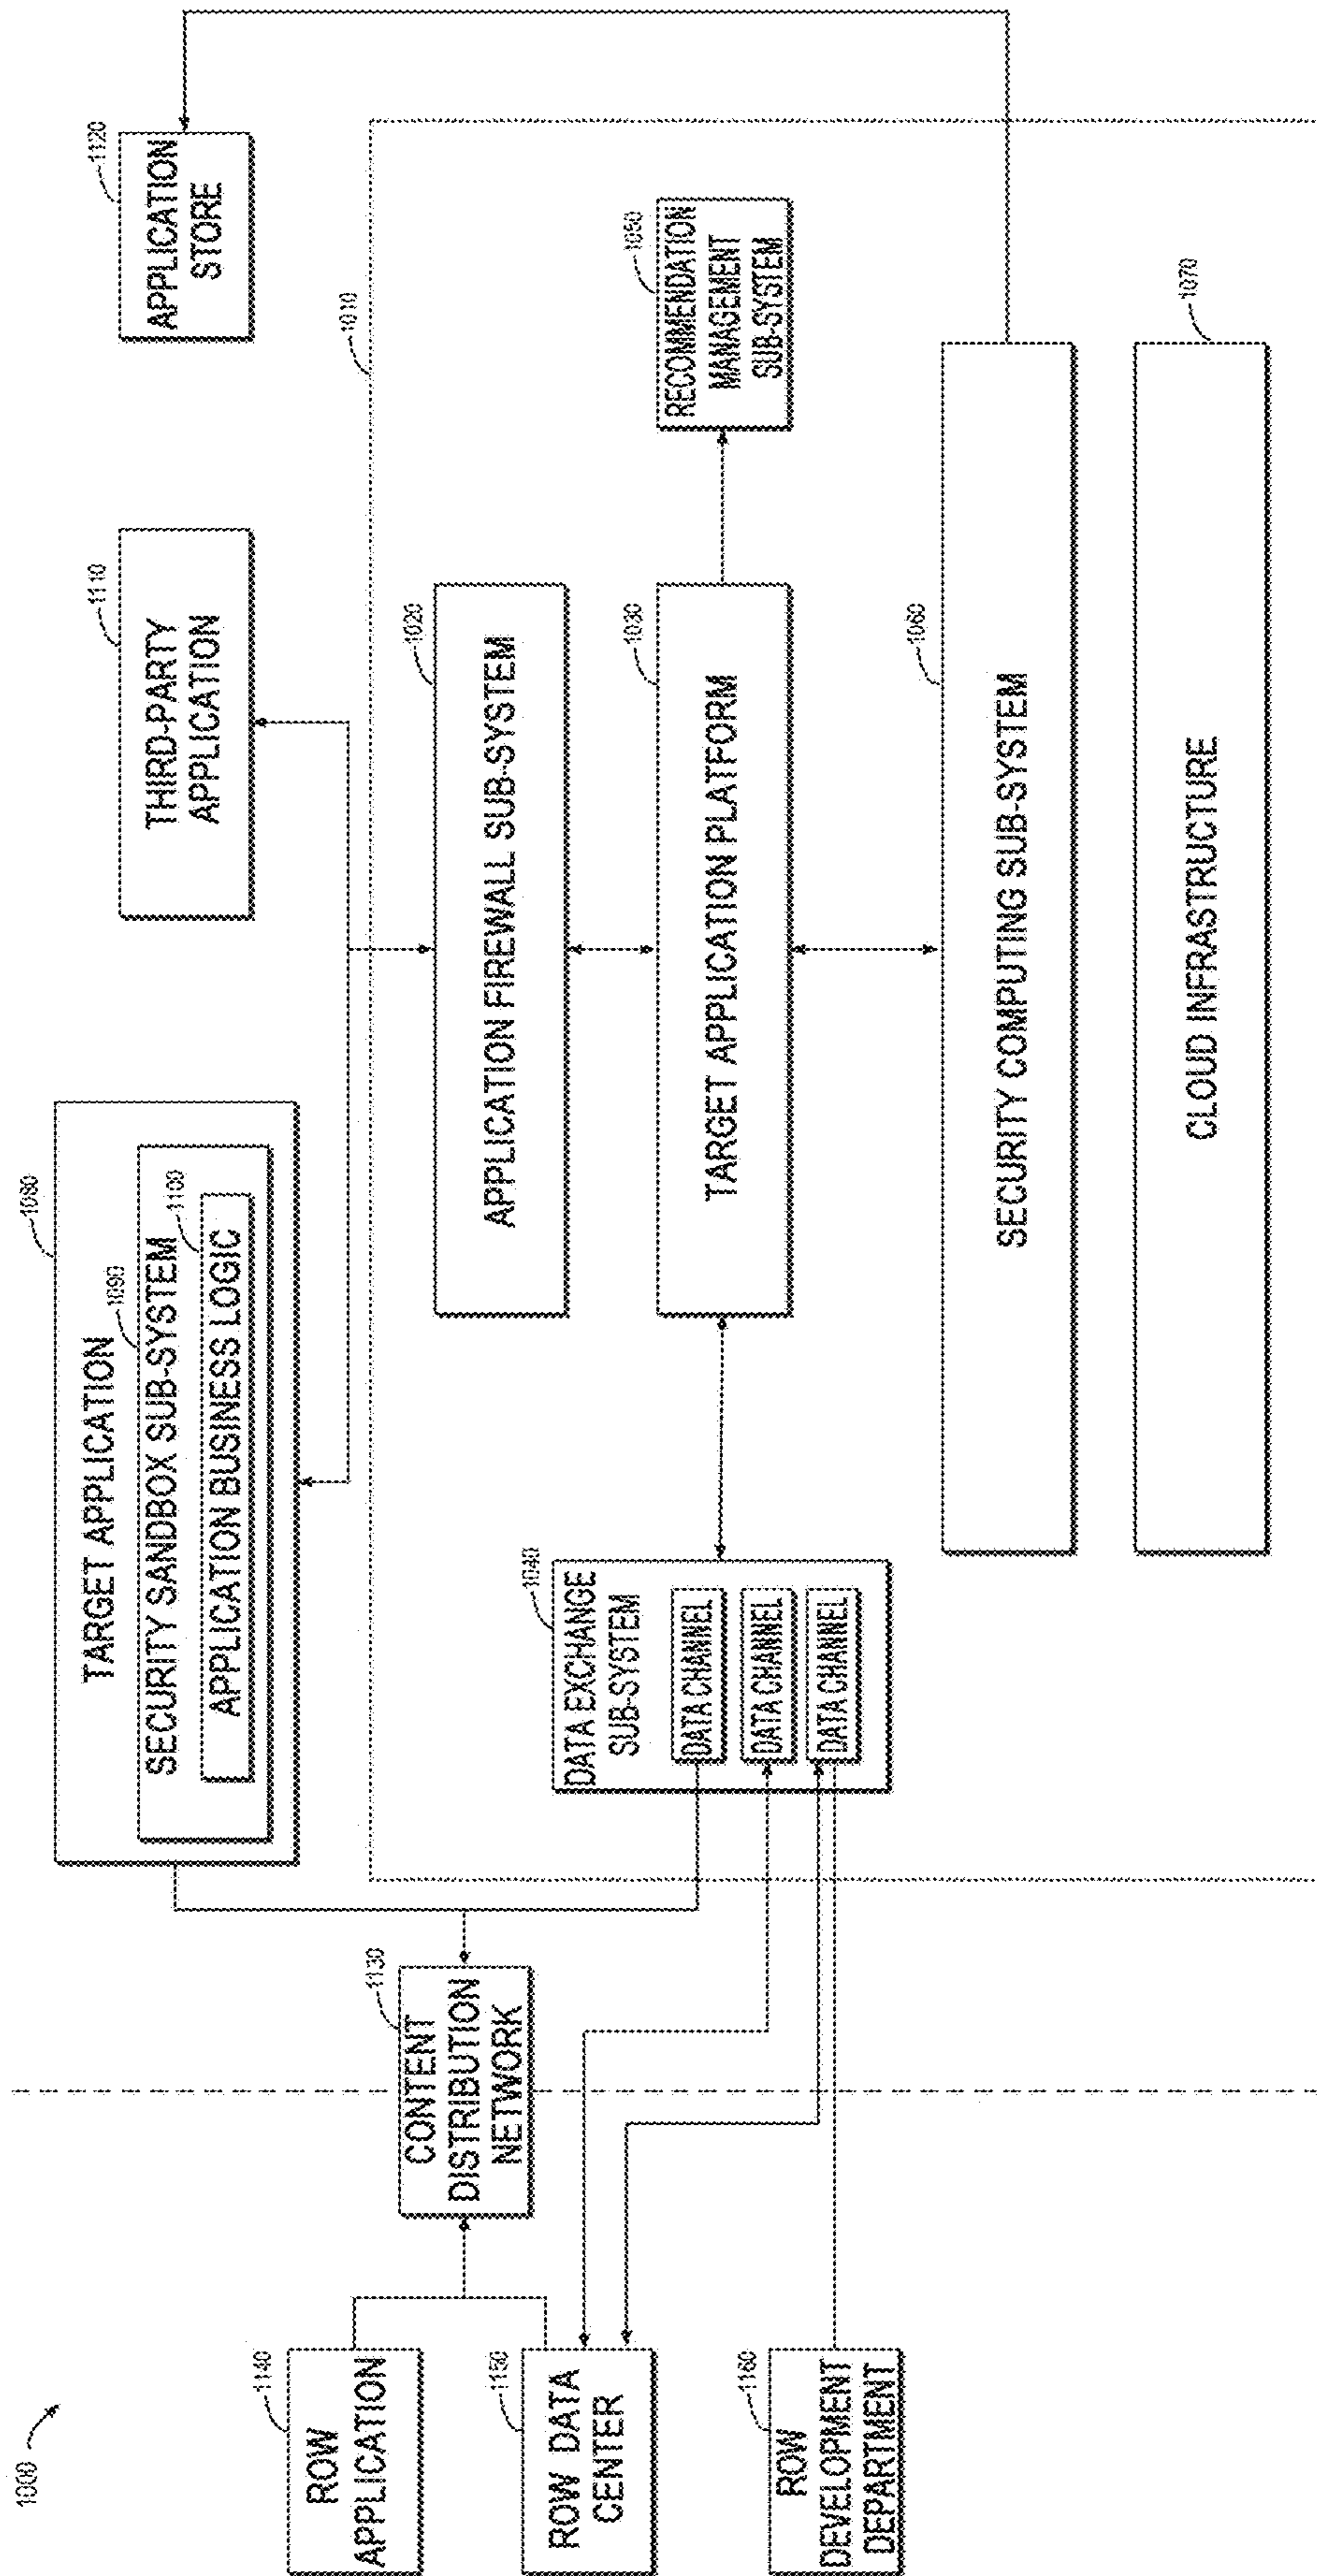 1000
1140
ROW
APPLICATION
1150
ROW DATA
CENTER
1160
ROW
DEVELOPMENT
DEPARTMENT
1130
CONTENT
DISTRIBUTION
NETWORK
1080
TARGET APPLICATION
1090
SECURITY SANDBOX SUB-SYSTEM
1100
APPLICATION BUSINESS LOGIC
1110
THIRD-PARTY
APPLICATION
1120
APPLICATION
STORE
1010
1020
APPLICATION FIREWALL SUB-SYSTEM
1040
DATA EXCHANGE
SUB-SYSTEM
DATA CHANNEL
DATA CHANNEL
DATA CHANNEL
1030
TARGET APPLICATION PLATFORM
1050
RECOMMENDATION
MANAGEMENT
SUB-SYSTEM
1060
SECURITY COMPUTING SUB-SYSTEM
1070
CLOUD INFRASTRUCTURE